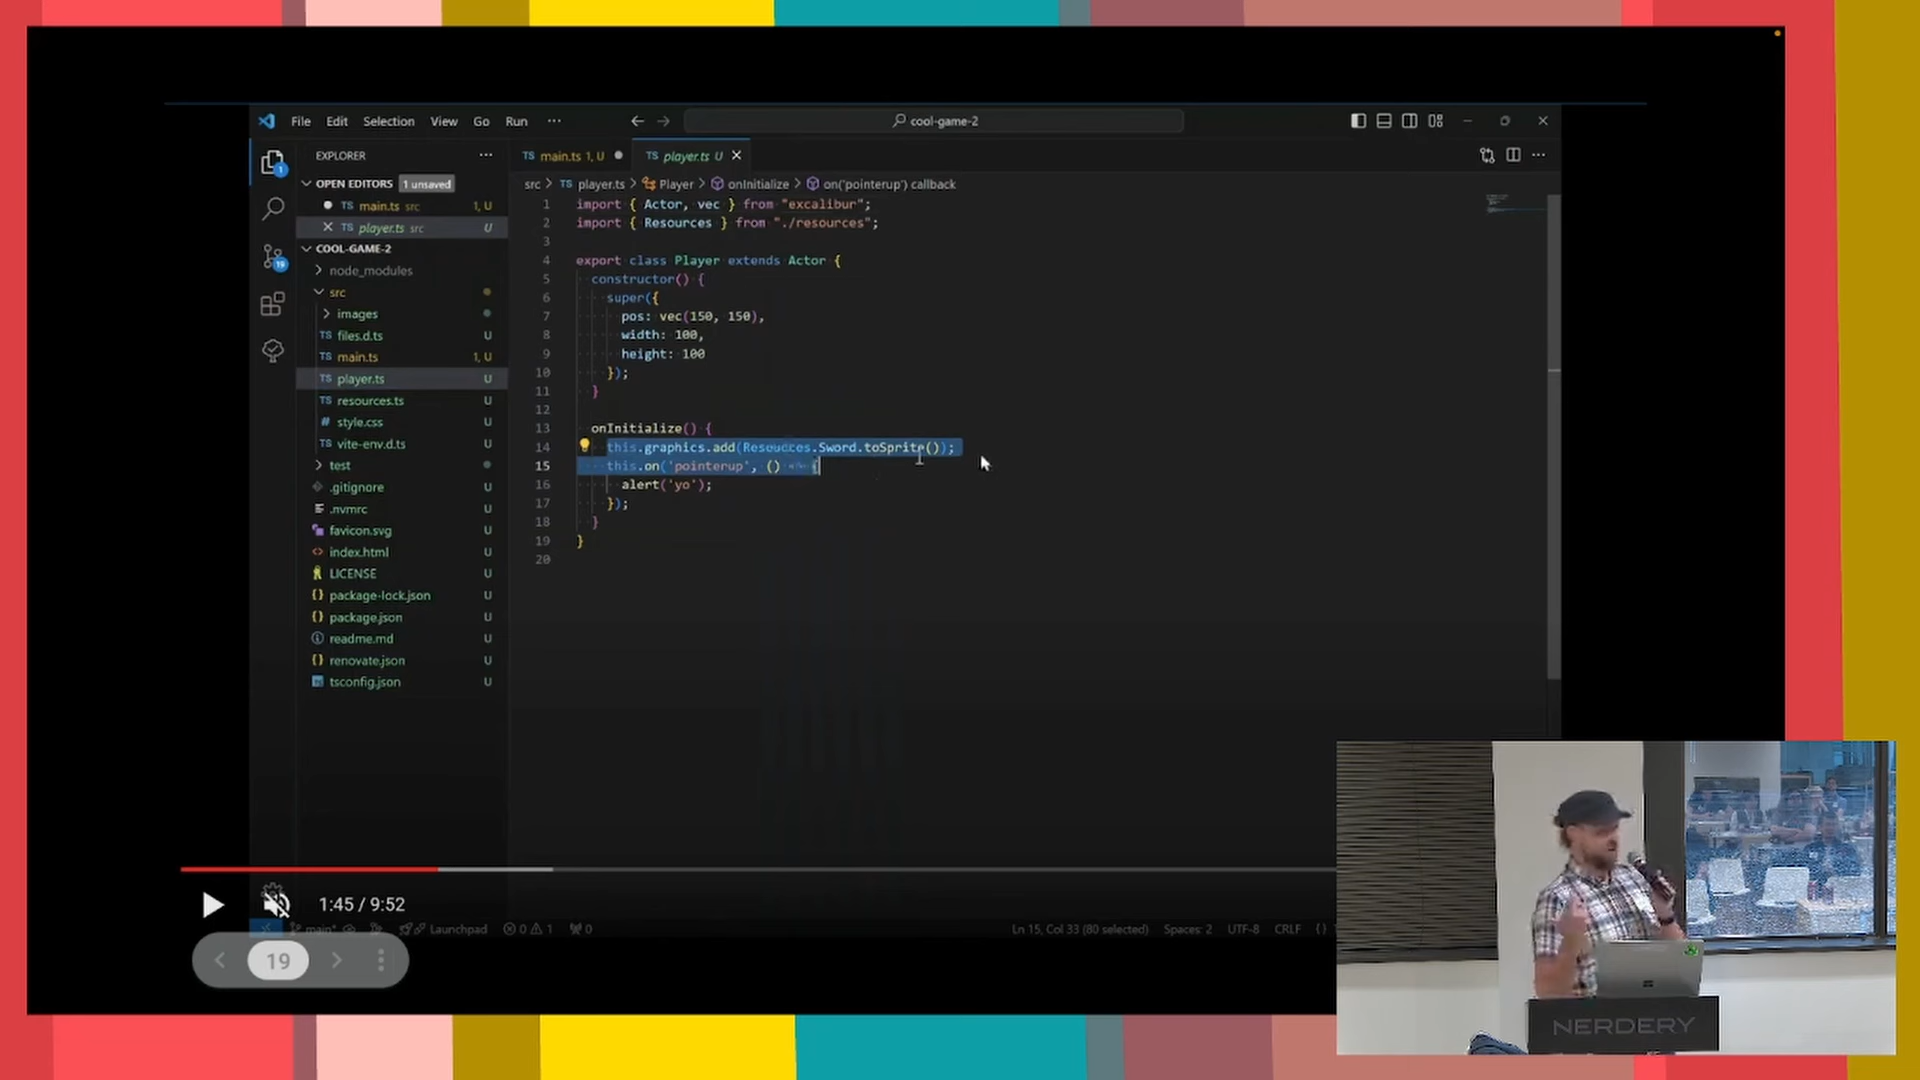 File Edit Selection View Go Run ···
cool-game-2
EXPLORER ···
OPEN EDITORS 1 unsaved
main.ts src 1, U
player.ts src U
COOL-GAME-2
node_modules
src
images
files.d.ts U
main.ts 1, U
player.ts U
resources.ts U
style.css U
vite-env.d.ts U
test
.gitignore U
.nvmrc U
favicon.svg U
index.html U
LICENSE U
package-lock.json U
package.json U
readme.md U
renovate.json U
tsconfig.json U
TS main.ts 1, U
TS player.ts U
src > TS player.ts > Player > onInitialize > on('pointerup') callback
1 import { Actor, vec } from "excalibur";
2 import { Resources } from "./resources";
3
4 export class Player extends Actor {
5 constructor() {
6 super({
7 pos: vec(150, 150),
8 width: 100,
9 height: 100
10 });
11 }
12
13 onInitialize() {
14 this.graphics.add(Resources.Sword.toSprite());
15 this.on('pointerup', () => {
16 alert('yo');
17 });
18 }
19 }
20
1:45 / 9:52
main* Launchpad 0 1 0
Ln 15, Col 33 (80 selected) Spaces: 2 UTF-8 CRLF {}
19
NERDERY